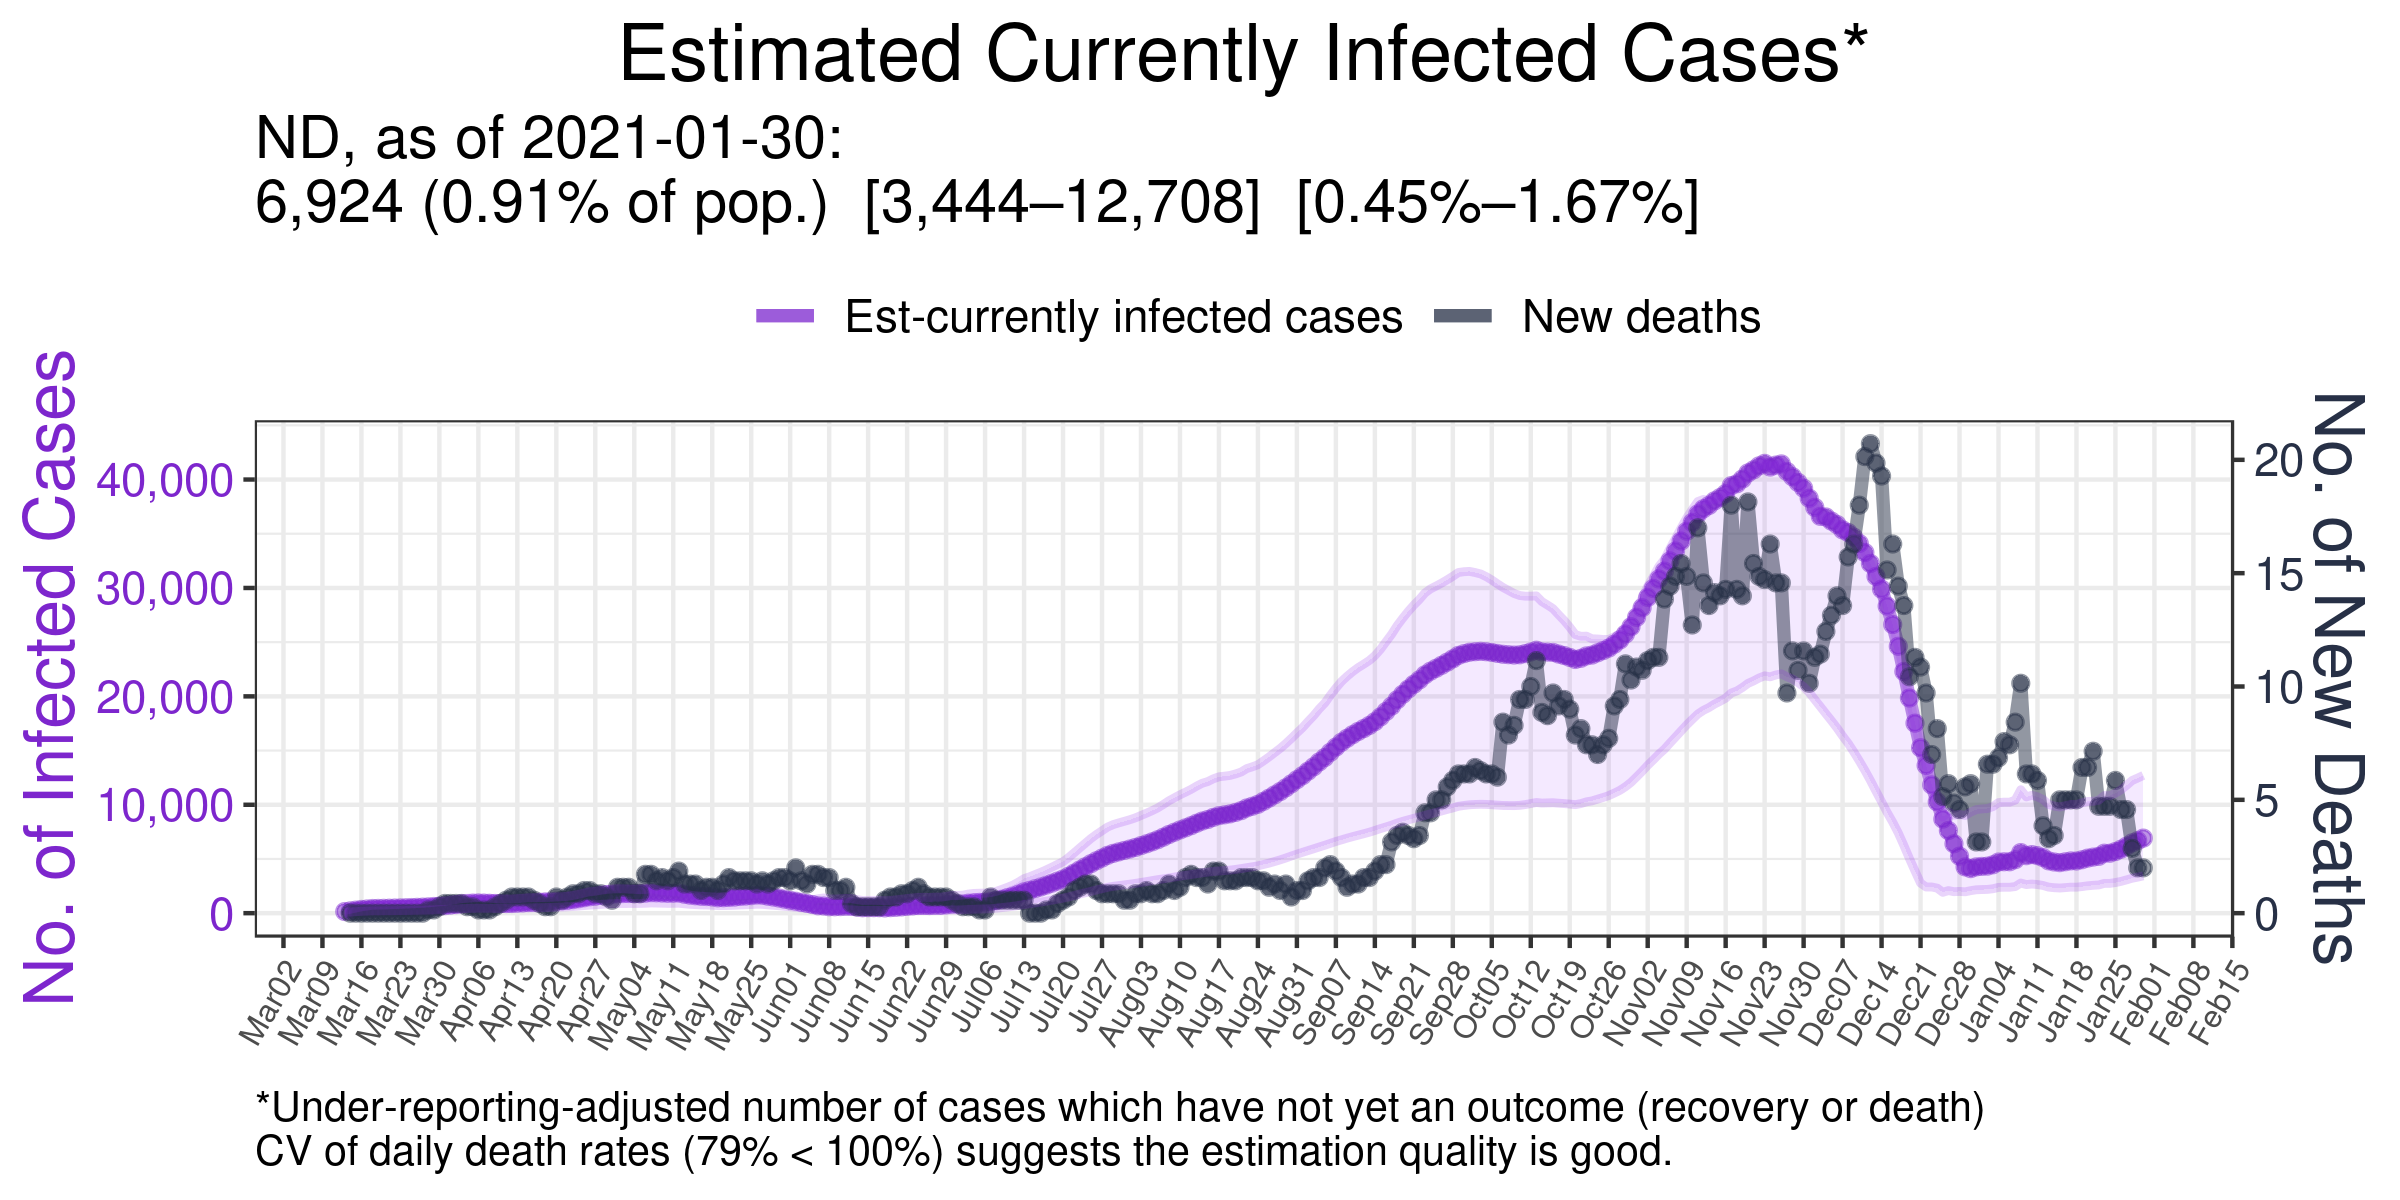 Estimated Currently Infected Cases*
ND, as of 2021-01-30:
6,924 (0.91% of pop.)  [3,444–12,708]  [0.45%–1.67%]
Est-currently infected cases
New deaths
No. of Infected Cases
40,000
30,000
20,000
10,000
0
20
15
10
5
0
No. of New Deaths
Mar02
Mar09
Mar16
Mar23
Mar30
Apr06
Apr13
Apr20
Apr27
May04
May11
May18
May25
Jun01
Jun08
Jun15
Jun22
Jun29
Jul06
Jul13
Jul20
Jul27
Aug03
Aug10
Aug17
Aug24
Aug31
Sep07
Sep14
Sep21
Sep28
Oct05
Oct12
Oct19
Oct26
Nov02
Nov09
Nov16
Nov23
Nov30
Dec07
Dec14
Dec21
Dec28
Jan04
Jan11
Jan18
Jan25
Feb01
Feb08
Feb15
*Under-reporting-adjusted number of cases which have not yet an outcome (recovery or death)
CV of daily death rates (79% < 100%) suggests the estimation quality is good.